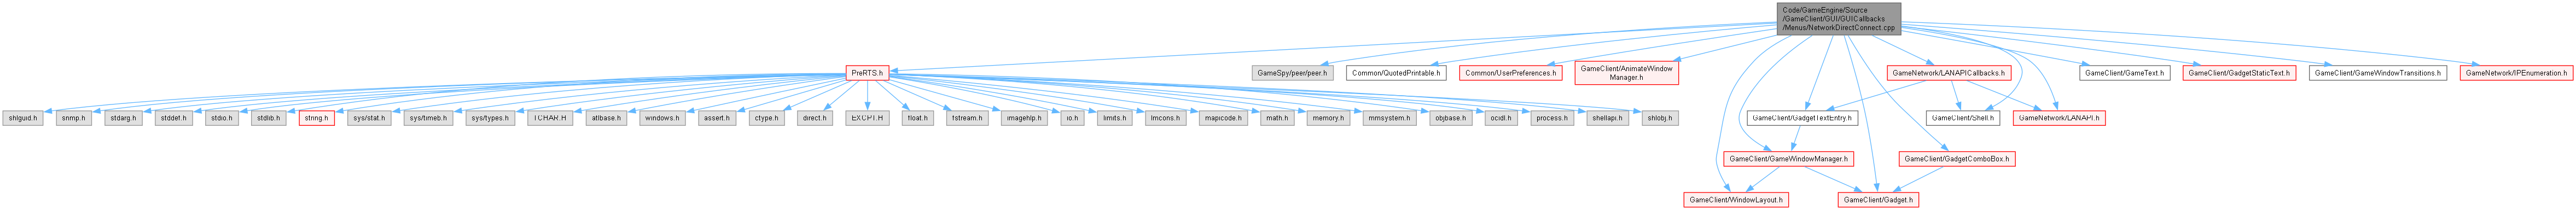 Code/GameEngine/Source
/GameClient/GUI/GUICallbacks
/Menus/NetworkDirectConnect.cpp
PreRTS.h
GameSpy/peer/peer.h
Common/QuotedPrintable.h
Common/UserPreferences.h
GameClient/AnimateWindow
Manager.h
GameNetwork/LANAPICallbacks.h
GameClient/GameText.h
GameClient/GadgetStaticText.h
GameClient/GameWindowTransitions.h
GameNetwork/IPEnumeration.h
shlguid.h
snmp.h
stdarg.h
stddef.h
stdio.h
stdlib.h
string.h
sys/stat.h
sys/timeb.h
sys/types.h
TCHAR.H
atlbase.h
windows.h
assert.h
ctype.h
direct.h
EXCPT.H
float.h
fstream.h
imagehlp.h
io.h
limits.h
lmcons.h
mapicode.h
math.h
memory.h
mmsystem.h
objbase.h
ocidl.h
process.h
shellapi.h
shlobj.h
GameClient/GadgetTextEntry.h
GameClient/Shell.h
GameNetwork/LANAPI.h
GameClient/GameWindowManager.h
GameClient/GadgetComboBox.h
GameClient/WindowLayout.h
GameClient/Gadget.h